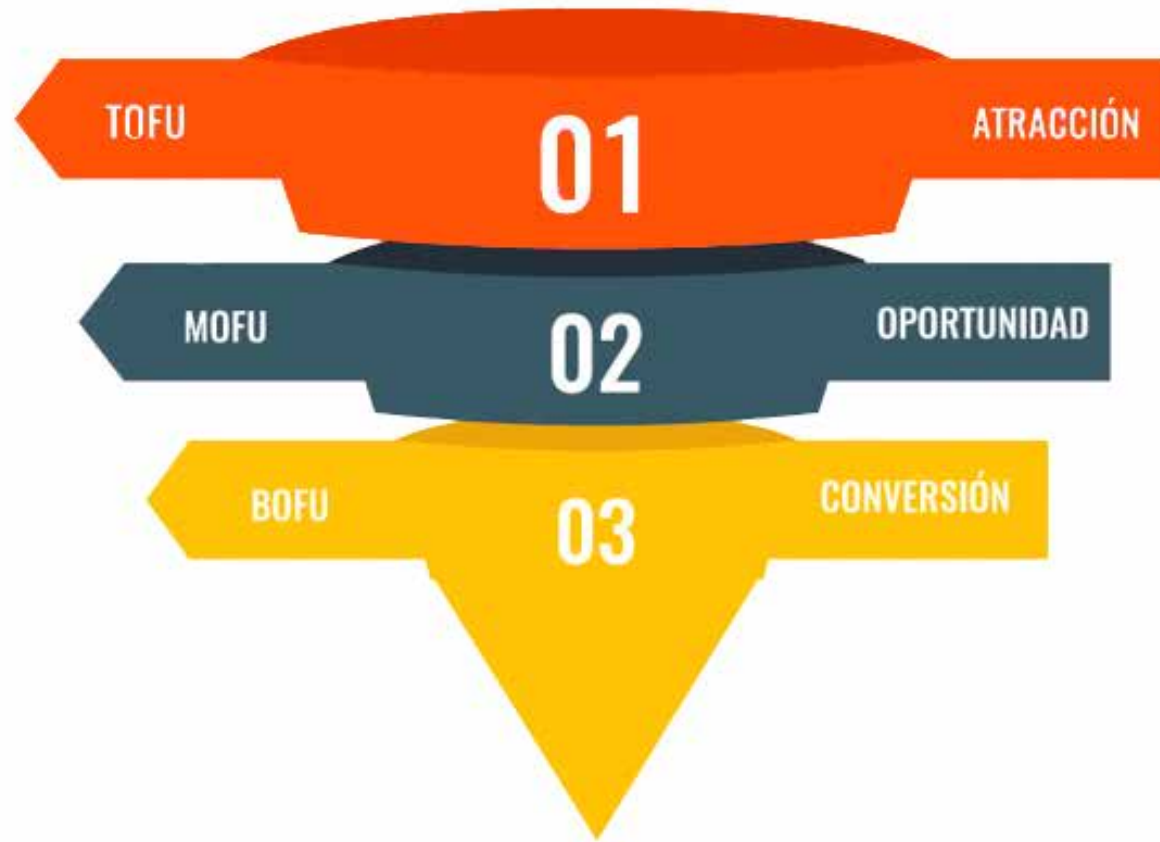 TOFU
01
ATRACCIÓN
MOFU
02
OPORTUNIDAD
BOFU
03
CONVERSIÓN